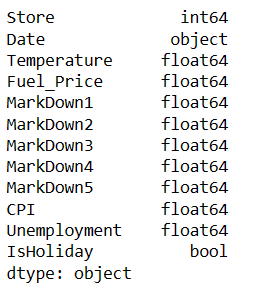 Store             int64
Date             object
Temperature     float64
Fuel_Price      float64
MarkDown1       float64
MarkDown2       float64
MarkDown3       float64
MarkDown4       float64
MarkDown5       float64
CPI             float64
Unemployment    float64
IsHoliday          bool
dtype: object